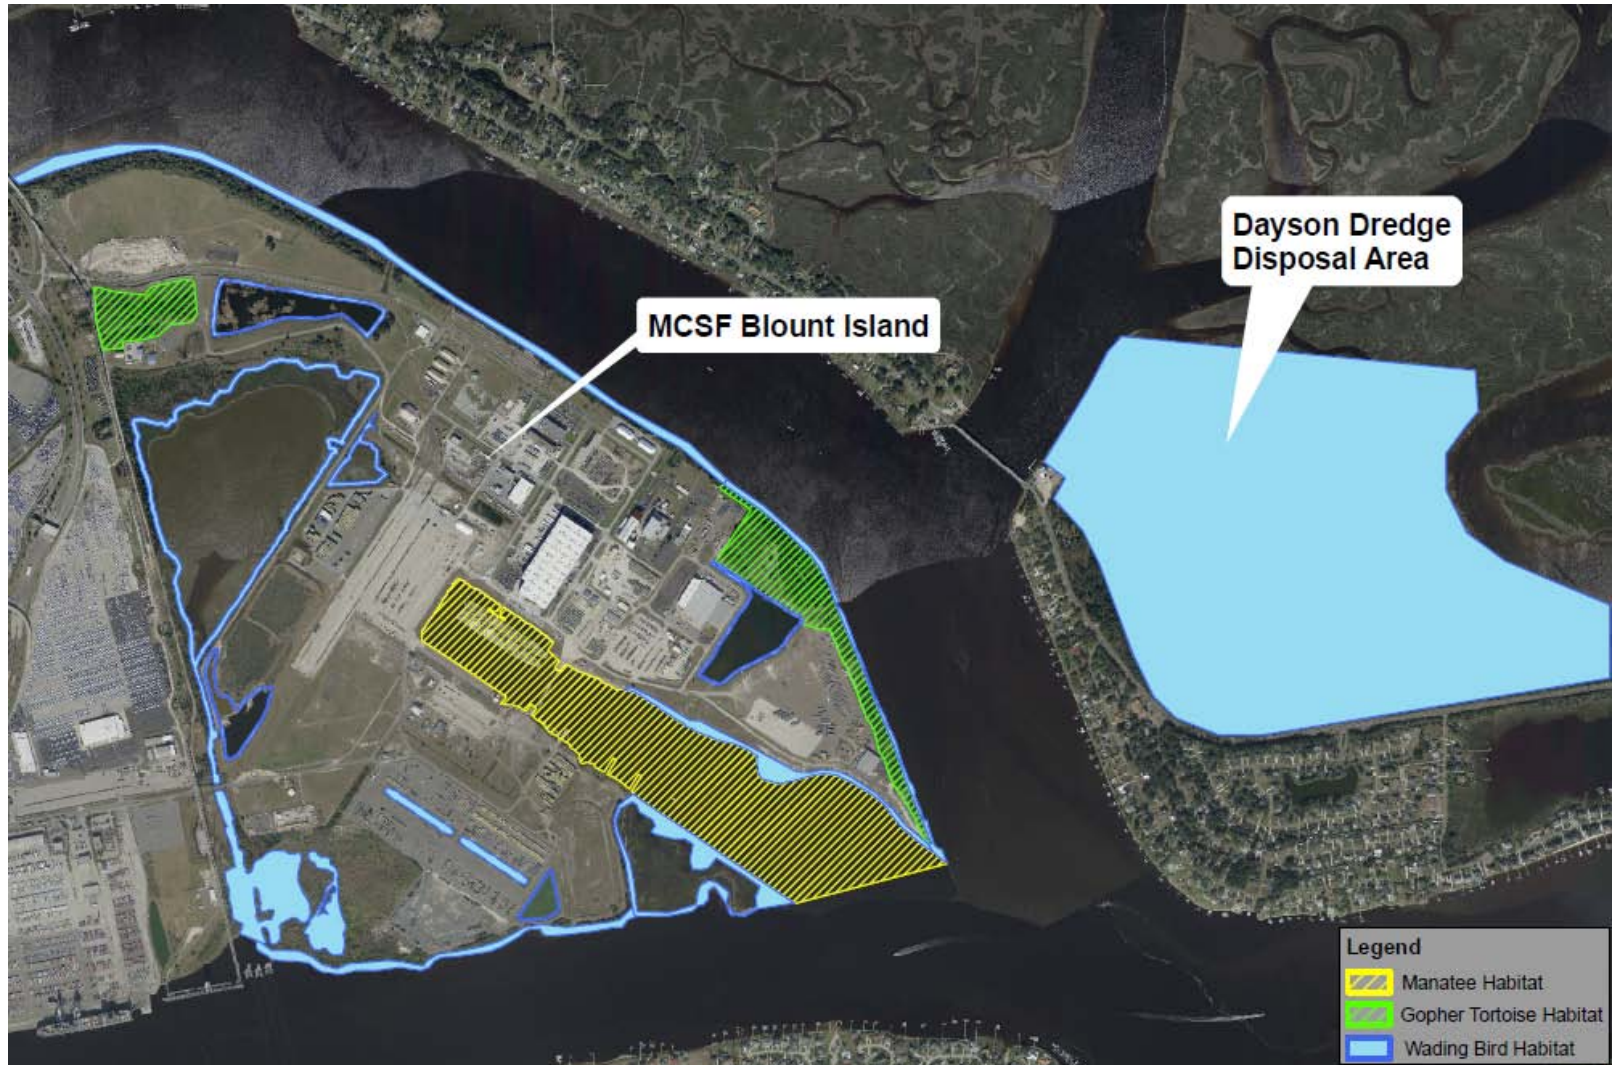 Dayson Dredge
Disposal Area
MCSF Blount Island
Legend
Manatee Habitat
Gopher Tortoise Habitat
Wading Bird Habitat